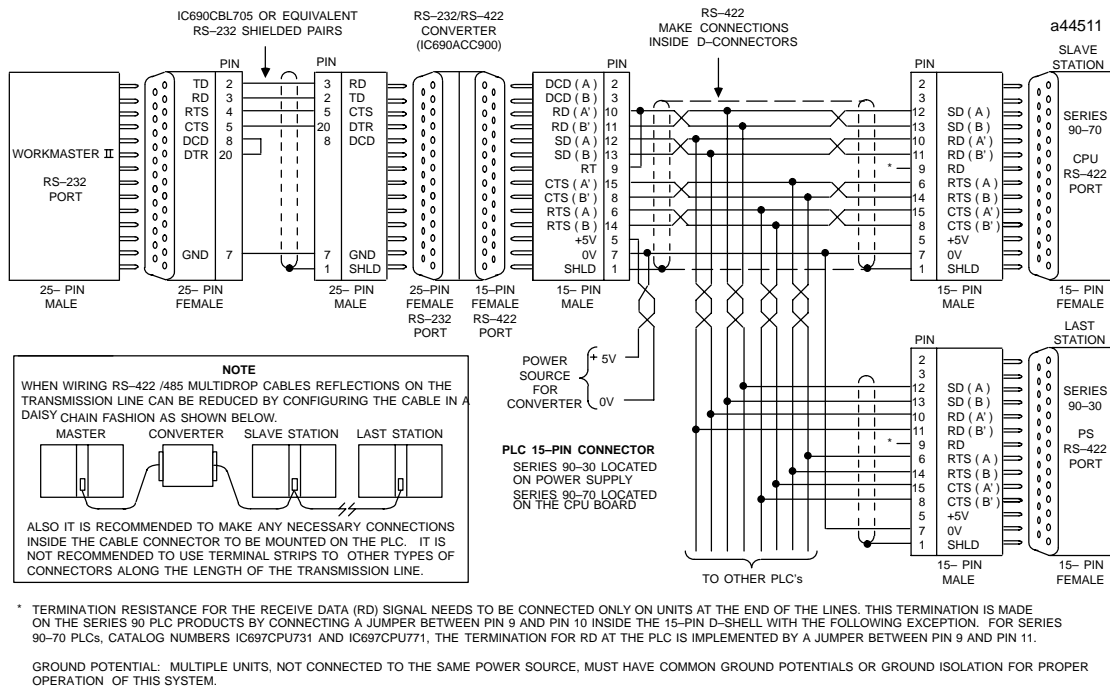 IC690CBL705 OR EQUIVALENT
RS–232 SHIELDED PAIRS
RS–232/RS–422
CONVERTER
(IC690ACC900)
RS–422
MAKE CONNECTIONS
INSIDE D–CONNECTORS
a44511
SLAVE
STATION
WORKMASTER II
RS–232
PORT
25– PIN
MALE
PIN
TD 2
RD 3
RTS 4
CTS 5
DCD 8
DTR 20
GND 7
25– PIN
FEMALE
PIN
3 RD
2 TD
5 CTS
20 DTR
8 DCD
7 GND
1 SHLD
25– PIN
MALE
25–PIN
FEMALE
RS–232
PORT
15–PIN
FEMALE
RS–422
PORT
PIN
DCD ( A ) 2
DCD ( B ) 3
RD ( A' ) 10
RD ( B' ) 11
SD ( A ) 12
SD ( B ) 13
RT 9
CTS ( A' ) 15
CTS ( B' ) 8
RTS ( A ) 6
RTS ( B ) 14
+5V 5
0V 7
SHLD 1
15– PIN
MALE
PIN
2
3
12 SD ( A )
13 SD ( B )
10 RD ( A' )
11 RD ( B' )
* 9 RD
6 RTS ( A )
14 RTS ( B )
15 CTS ( A' )
8 CTS ( B' )
5 +5V
7 0V
1 SHLD
15– PIN
MALE
SERIES
90–70
CPU
RS–422
PORT
15– PIN
FEMALE
POWER
SOURCE
FOR
CONVERTER
+ 5V
0V
PLC 15–PIN CONNECTOR
SERIES 90–30 LOCATED
ON POWER SUPPLY
SERIES 90–70 LOCATED
ON THE CPU BOARD
TO OTHER PLC's
LAST
STATION
PIN
2
3
12 SD ( A )
13 SD ( B )
10 RD ( A' )
11 RD ( B' )
* 9 RD
6 RTS ( A )
14 RTS ( B )
15 CTS ( A' )
8 CTS ( B' )
5 +5V
7 0V
1 SHLD
15– PIN
MALE
SERIES
90–30
PS
RS–422
PORT
15– PIN
FEMALE
NOTE
WHEN WIRING RS–422 /485 MULTIDROP CABLES REFLECTIONS ON THE
TRANSMISSION LINE CAN BE REDUCED BY CONFIGURING THE CABLE IN A
DAISY CHAIN FASHION AS SHOWN BELOW.
MASTER CONVERTER SLAVE STATION LAST STATION
ALSO IT IS RECOMMENDED TO MAKE ANY NECESSARY CONNECTIONS
INSIDE THE CABLE CONNECTOR TO BE MOUNTED ON THE PLC. IT IS
NOT RECOMMENDED TO USE TERMINAL STRIPS TO OTHER TYPES OF
CONNECTORS ALONG THE LENGTH OF THE TRANSMISSION LINE.
* TERMINATION RESISTANCE FOR THE RECEIVE DATA (RD) SIGNAL NEEDS TO BE CONNECTED ONLY ON UNITS AT THE END OF THE LINES. THIS TERMINATION IS MADE
ON THE SERIES 90 PLC PRODUCTS BY CONNECTING A JUMPER BETWEEN PIN 9 AND PIN 10 INSIDE THE 15–PIN D–SHELL WITH THE FOLLOWING EXCEPTION. FOR SERIES
90–70 PLCs, CATALOG NUMBERS IC697CPU731 AND IC697CPU771, THE TERMINATION FOR RD AT THE PLC IS IMPLEMENTED BY A JUMPER BETWEEN PIN 9 AND PIN 11.
GROUND POTENTIAL: MULTIPLE UNITS, NOT CONNECTED TO THE SAME POWER SOURCE, MUST HAVE COMMON GROUND POTENTIALS OR GROUND ISOLATION FOR PROPER
OPERATION OF THIS SYSTEM.